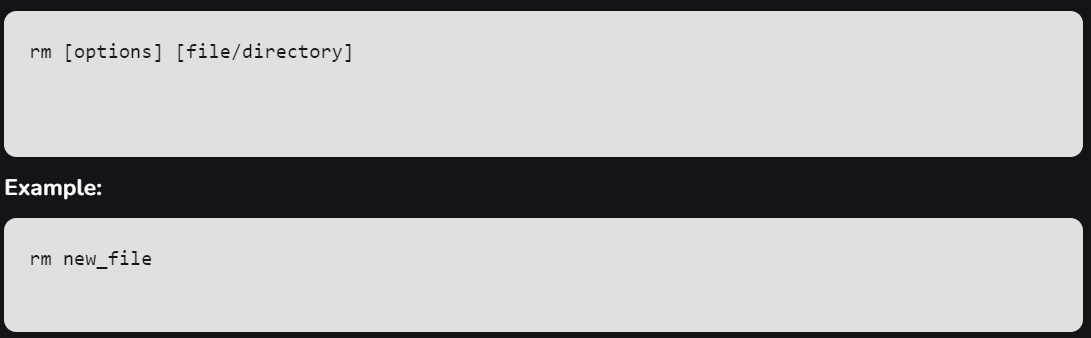 rm [options] [file/directory]
Example:
rm new_file